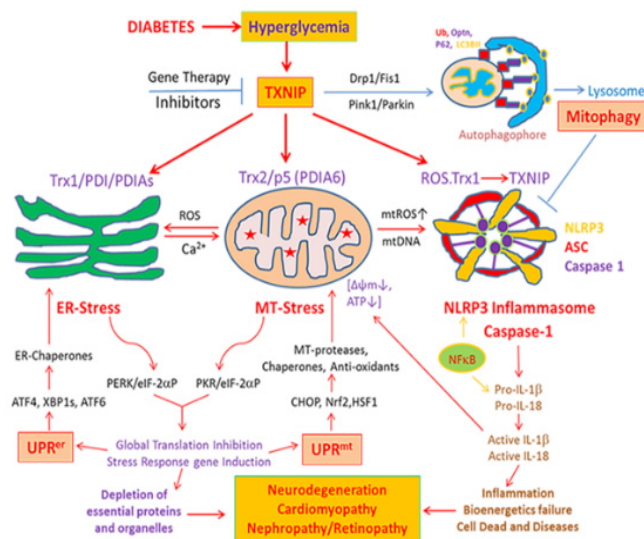 DIABETES
Hyperglycemia
Ub, Optn,
P62, LC3BII
Gene Therapy
Inhibitors
TXNIP
Drp1/Fis1
Pink1/Parkin
Lysosome
Autophagophore
Mitophagy
Trx1/PDI/PDIAs
Trx2/p5 (PDIA6)
ROS.Trx1
TXNIP
ROS
Ca²⁺
mtROS↑
mtDNA
NLRP3
ASC
Caspase 1
[Δψm↓,
ATP↓]
ER-Stress
MT-Stress
NLRP3 Inflammasome
Caspase-1
ER-Chaperones
MT-proteases,
Chaperones, Anti-oxidants
NFκB
PERK/eIF-2αP
PKR/eIF-2αP
Pro-IL-1β
Pro-IL-18
ATF4, XBP1s, ATF6
CHOP, Nrf2,HSF1
UPRᵉʳ
Global Translation Inhibition
Stress Response gene Induction
UPRᵐᵗ
Active IL-1β
Active IL-18
Depletion of
essential proteins
and organelles
Neurodegeneration
Cardiomyopathy
Nephropathy/Retinopathy
Inflammation
Bioenergetics failure
Cell Dead and Diseases